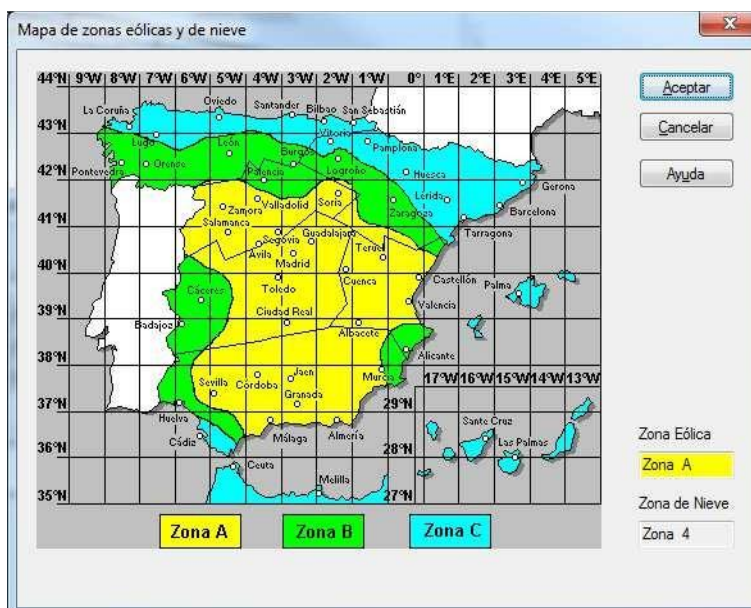 Mapa de zonas eólicas y de nieve
44ºN 9ºW 8ºW 7ºW 6ºW 5ºW 4ºW 3ºW 2ºW 1ºW 0º 1ºE 2ºE 3ºE 4ºE 5ºE
Aceptar
Cancelar
Ayuda
La Coruña
Oviedo
Santander
Bilbao
San Sebastián
43ºN
Lugo
León
Burgos
Vitoria
Pamplona
42ºN
Pontevedra
Orense
Palencia
Logroño
Huesca
Gerona
41ºN
Zamora
Valladolid
Soria
Zaragoza
Lerida
Barcelona
Salamanca
Segovia
Guadalajara
Tarragona
Avila
Madrid
Teruel
40ºN
Cáceres
Toledo
Cuenca
Castellón
Palma
39ºN
Badajoz
Ciudad Real
Albacete
Valencia
38ºN
Alicante
Sevilla
Córdoba
Jaen
Murcia
17ºW 16ºW 15ºW 14ºW 13ºW
37ºN
Huelva
Granada
29ºN
36ºN
Cádiz
Málaga
Almería
Sante Cruz
Las Palmas
28ºN
35ºN
Ceuta
Melilla
27ºN
Zona A
Zona B
Zona C
Zona Eólica
Zona A
Zona de Nieve
Zona 4